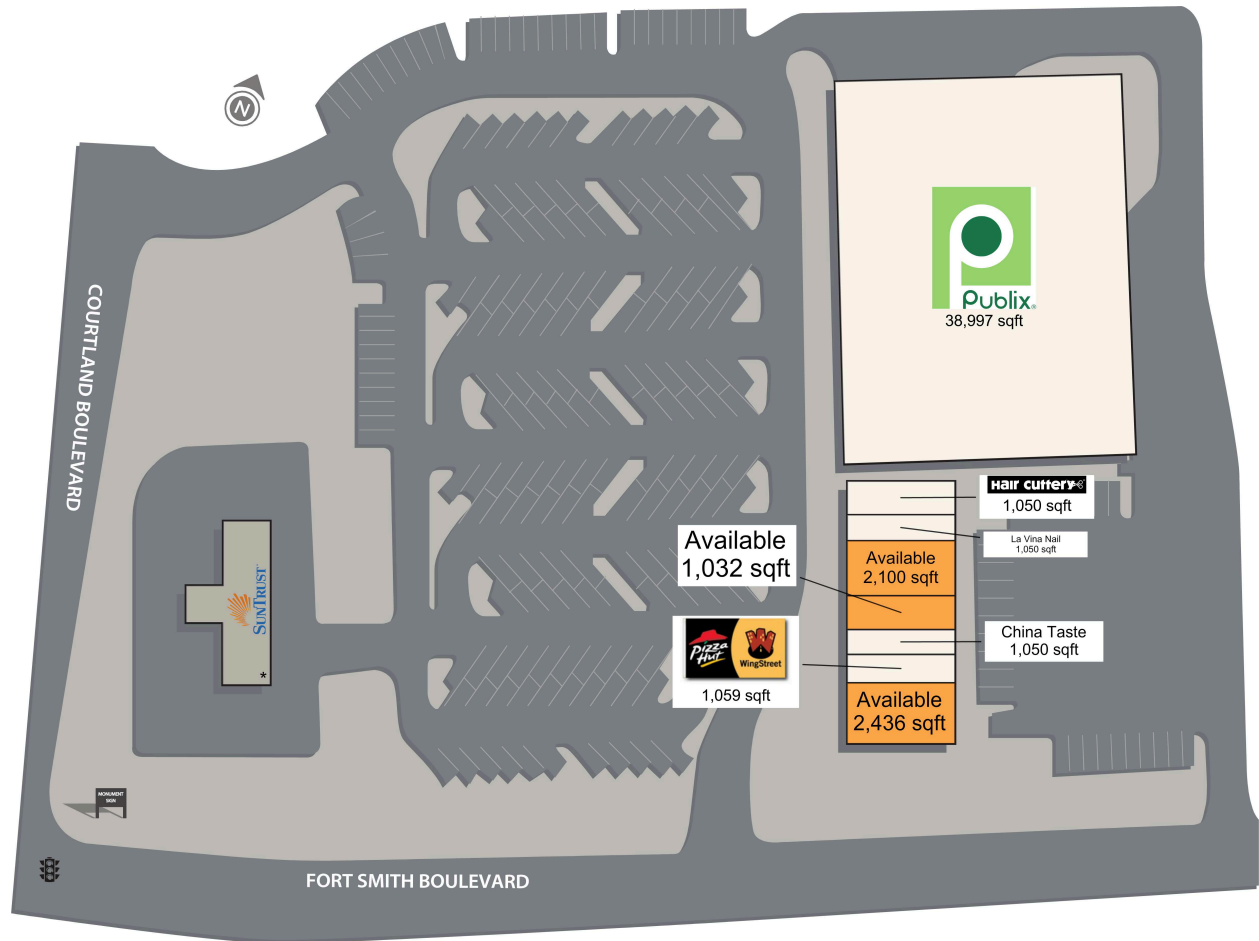 N
COURTLAND BOULEVARD
Publix®
38,997 sqft
Hair cuttery
1,050 sqft
La Vina Nail
1,050 sqft
Available
2,100 sqft
Available
1,032 sqft
China Taste
1,050 sqft
Pizza
Hut
WingStreet
1,059 sqft
Available
2,436 sqft
SUNTRUST
*
MONUMENT
SIGN
FORT SMITH BOULEVARD